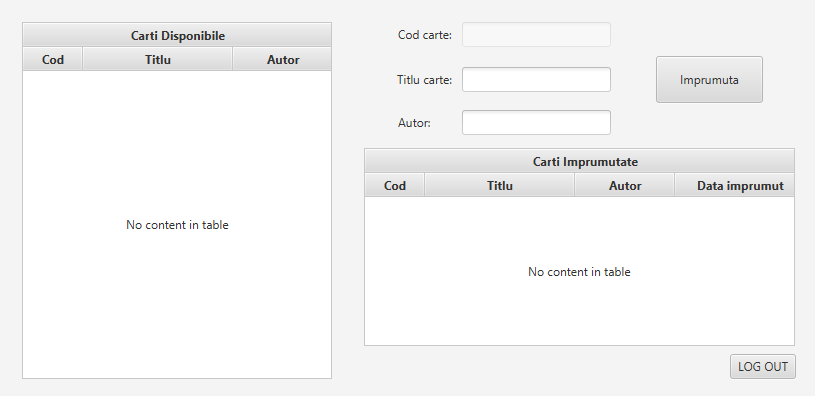 Carti Disponibile
Cod Titlu Autor
No content in table
Cod carte:
Titlu carte:
Autor:
Imprumuta
Carti Imprumutate
Cod Titlu Autor Data imprumut
No content in table
LOG OUT